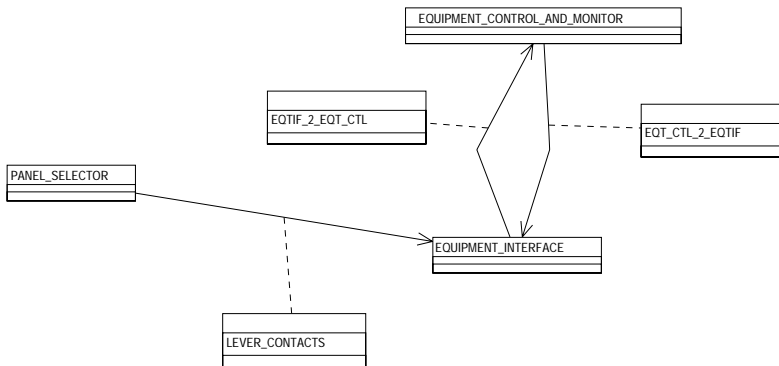 EQUIPMENT_CONTROL_AND_MONITOR
EQTIF_2_EQT_CTL
EQT_CTL_2_EQTIF
PANEL_SELECTOR
EQUIPMENT_INTERFACE
LEVER_CONTACTS